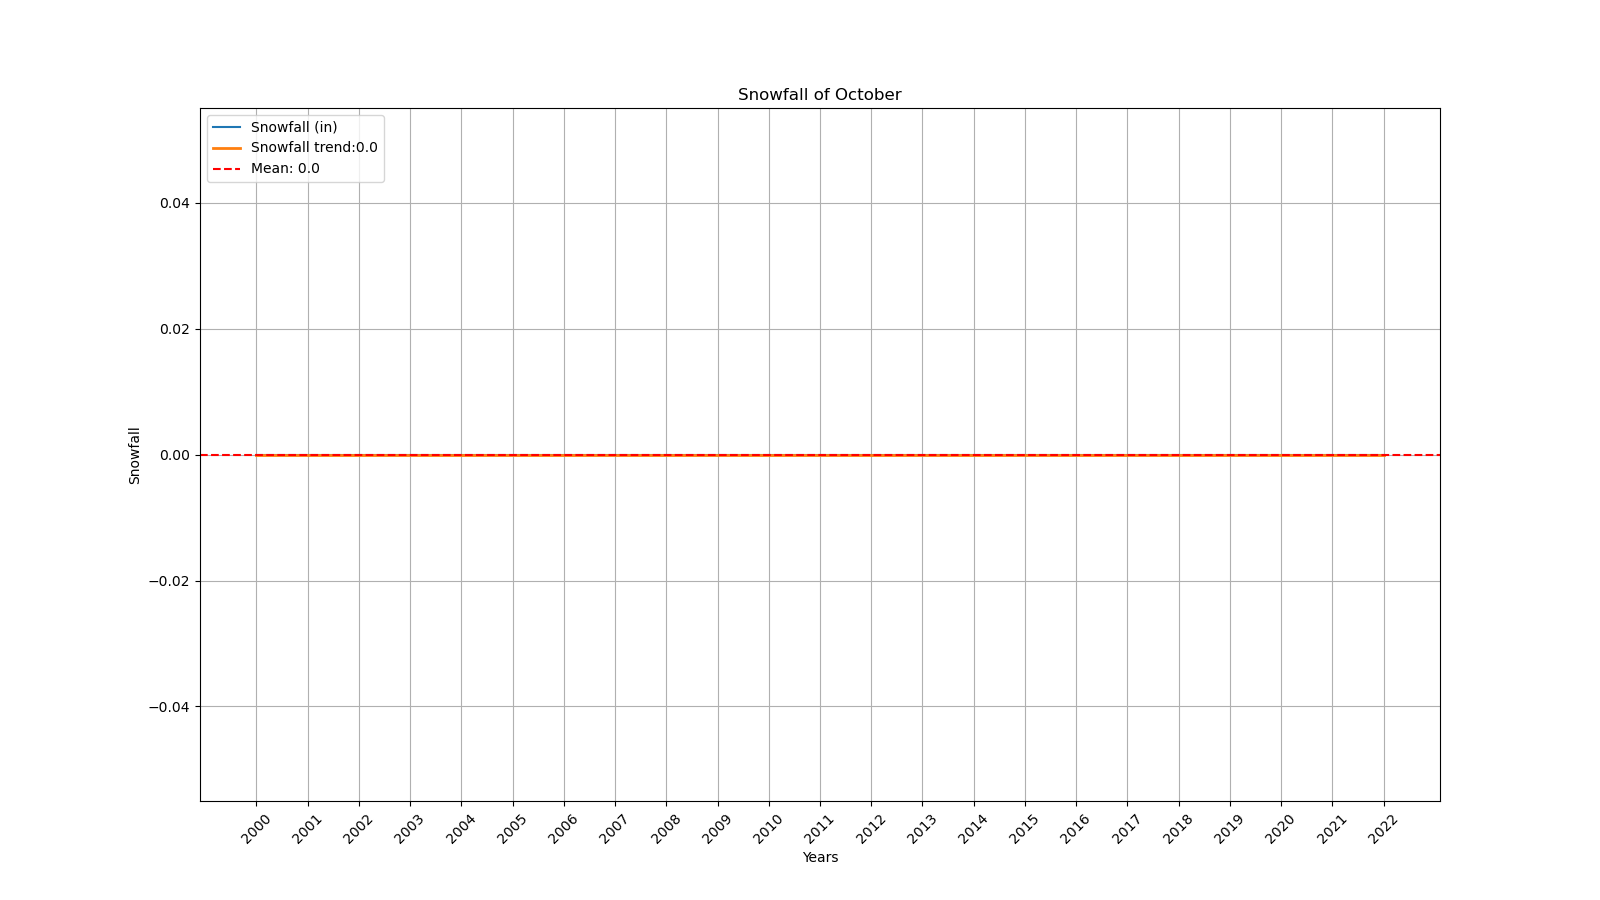 Snowfall of October
Snowfall (in)
Snowfall trend:0.0
Mean: 0.0
0.04
0.02
0.00
−0.02
−0.04
Snowfall
2000 2001 2002 2003 2004 2005 2006 2007 2008 2009 2010 2011 2012 2013 2014 2015 2016 2017 2018 2019 2020 2021 2022
Years